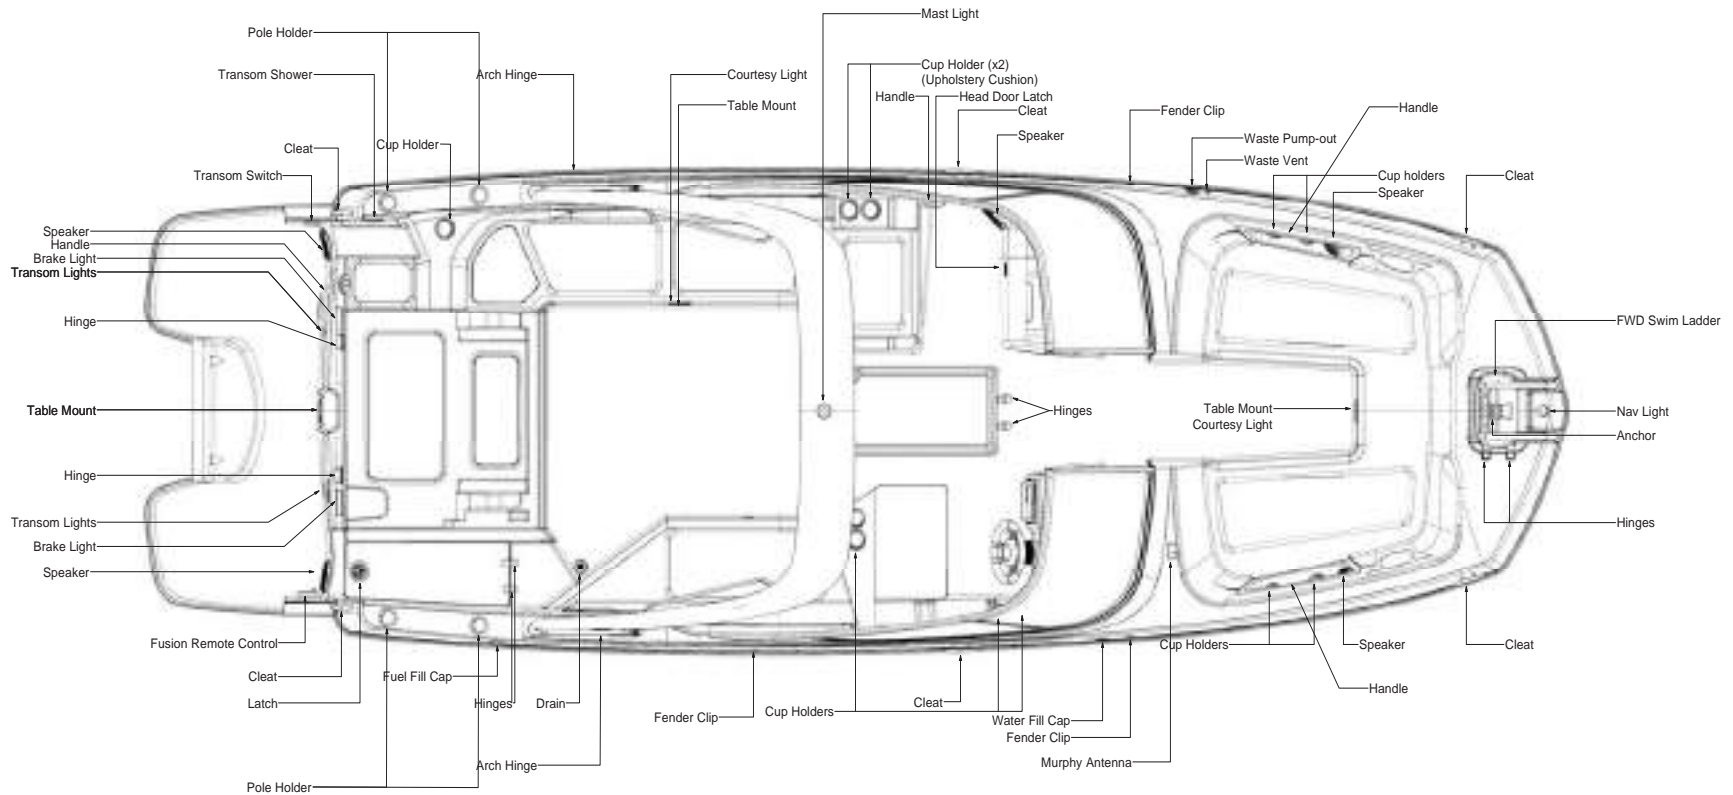 Mast Light
Pole Holder
Transom Shower
Arch Hinge
Courtesy Light
Cup Holder (x2)
(Upholstery Cushion)
Handle
Head Door Latch
Table Mount
Cleat
Fender Clip
Handle
Speaker
Waste Pump-out
Cleat
Cup Holder
Waste Vent
Transom Switch
Cup holders
Cleat
Speaker
Speaker
Handle
Brake Light
Transom Lights
Hinge
FWD Swim Ladder
Table Mount
Hinges
Table Mount
Courtesy Light
Nav Light
Anchor
Hinge
Transom Lights
Hinges
Brake Light
Speaker
Fusion Remote Control
Cup Holders
Speaker
Cleat
Cleat
Fuel Fill Cap
Handle
Latch
Hinges
Drain
Cleat
Fender Clip
Cup Holders
Water Fill Cap
Fender Clip
Arch Hinge
Murphy Antenna
Pole Holder